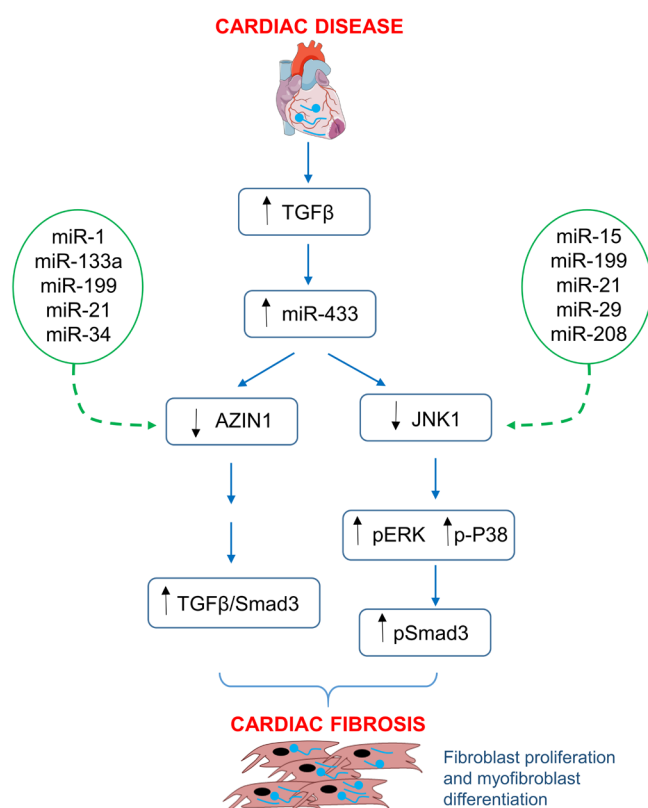 CARDIAC DISEASE
TGFβ
miR-433
miR-1
miR-133a
miR-199
miR-21
miR-34
miR-15
miR-199
miR-21
miR-29
miR-208
AZIN1
JNK1
pERK p-P38
TGFβ/Smad3
pSmad3
CARDIAC FIBROSIS
Fibroblast proliferation
and myofibroblast
differentiation